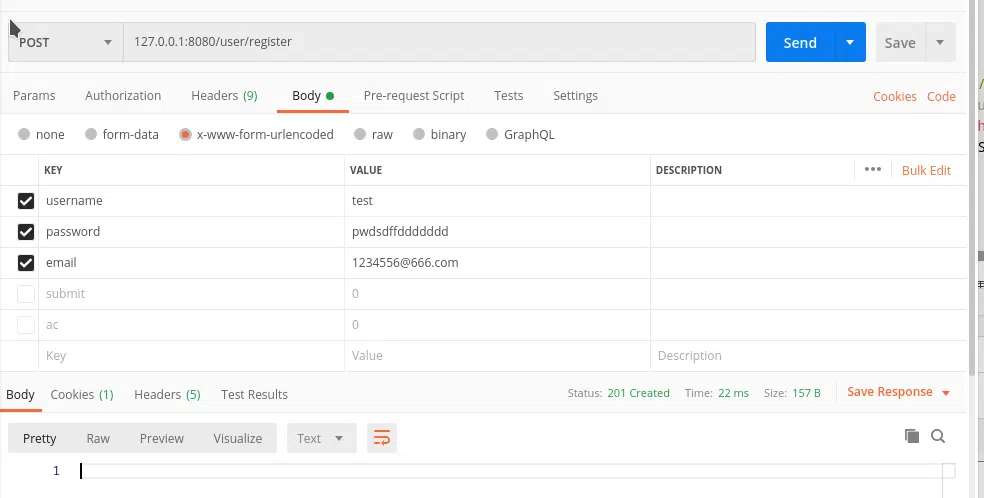 POST 127.0.0.1:8080/user/register Send Save
Params Authorization Headers (9) Body Pre-request Script Tests Settings Cookies Code
none form-data x-www-form-urlencoded raw binary GraphQL
KEY VALUE DESCRIPTION ••• Bulk Edit
username test
password pwdsdffddddddd
email 1234556@666.com
submit 0
ac 0
Key Value Description
Body Cookies (1) Headers (5) Test Results Status: 201 Created Time: 22 ms Size: 157 B Save Response
Pretty Raw Preview Visualize Text
1